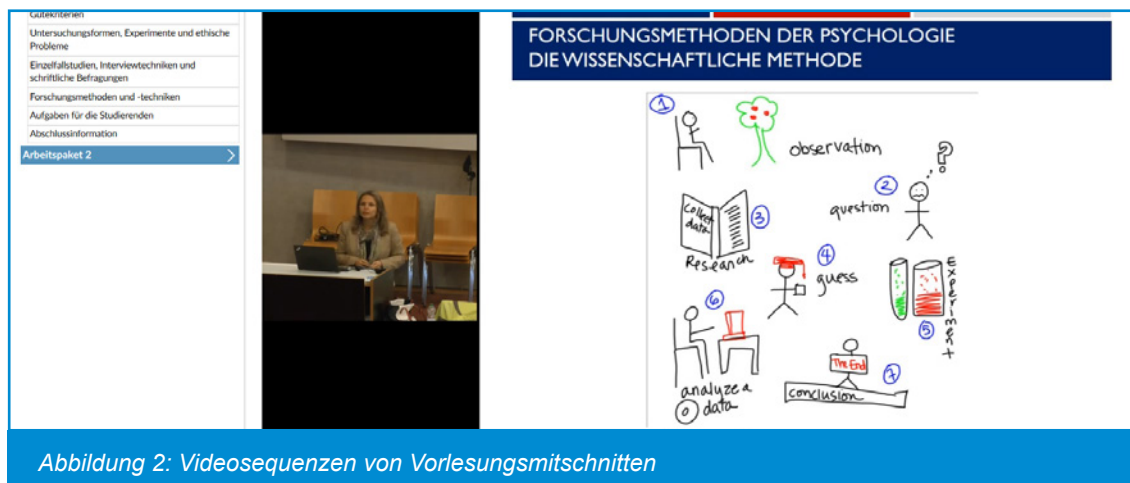 Gütekriterien
Untersuchungsformen, Experimente und ethische
Probleme
Einzelfallstudien, Interviewtechniken und
schriftliche Befragungen
Forschungsmethoden und -techniken
Aufgaben für die Studierenden
Abschlussinformation
Arbeitspaket 2
FORSCHUNGSMETHODEN DER PSYCHOLOGIE
DIE WISSENSCHAFTLICHE METHODE
1
observation
?
2
question
collect
data
3
Research
4
guess
Experiment
5
6
analyze a
data
The End
7
conclusion
Abbildung 2: Videosequenzen von Vorlesungsmitschnitten